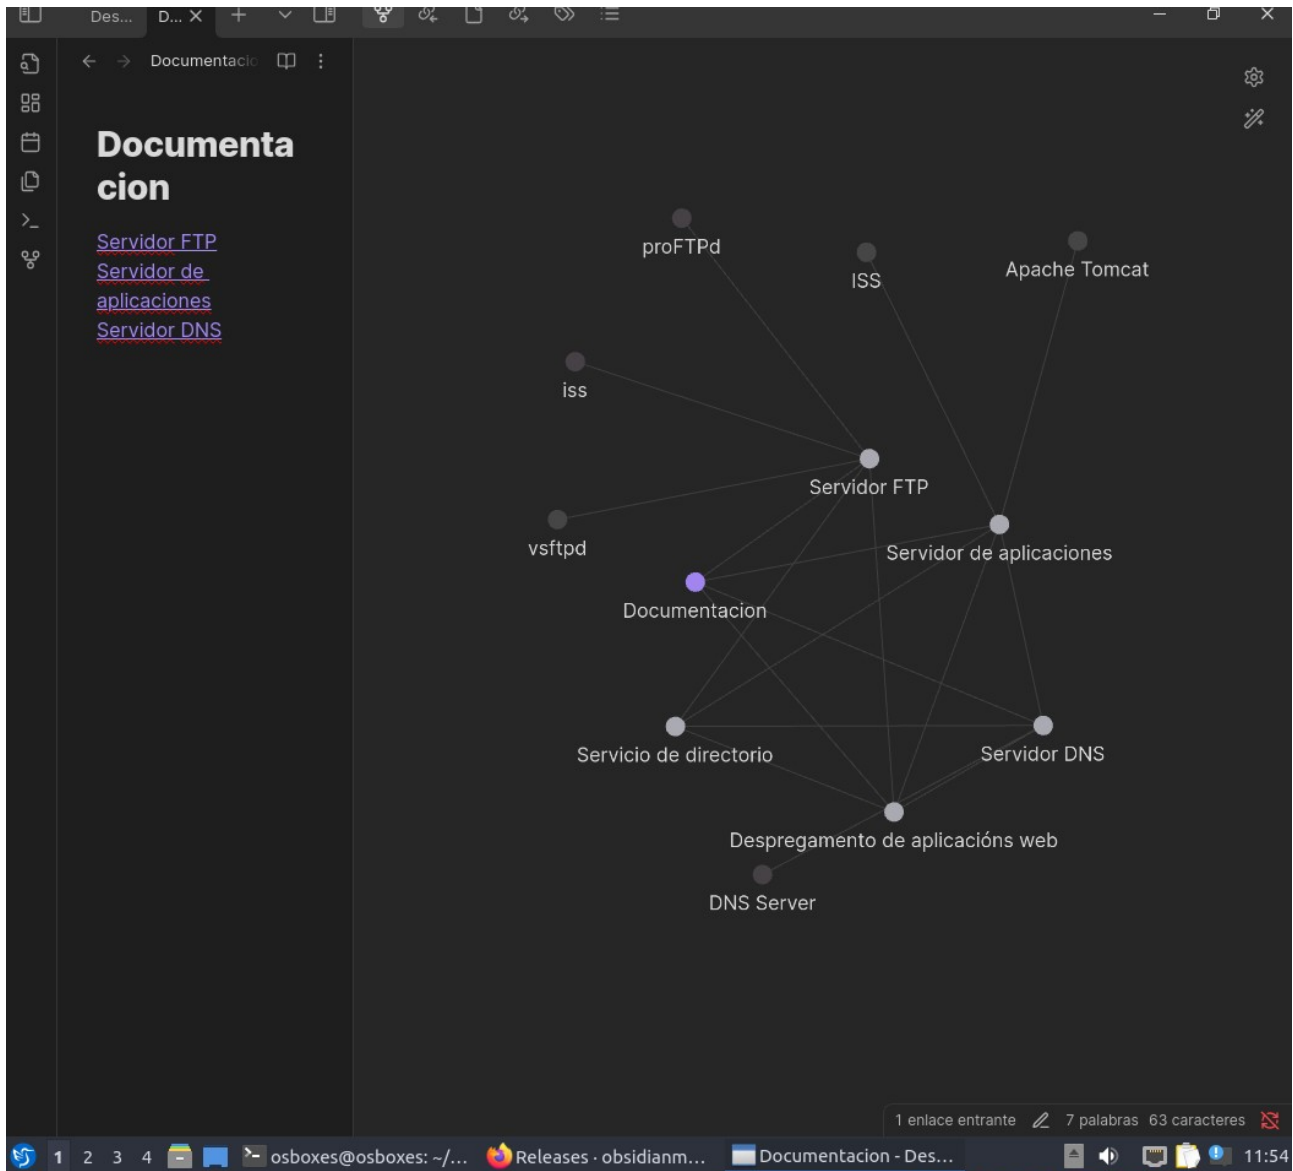 Des...
D...
Documentacio
Documenta
cion
Servidor FTP
Servidor de
aplicaciones
Servidor DNS
proFTPd
ISS
Apache Tomcat
iss
Servidor FTP
vsftpd
Servidor de aplicaciones
Documentacion
Servicio de directorio
Servidor DNS
Despregamento de aplicacións web
DNS Server
1 enlace entrante 7 palabras 63 caracteres
1 2 3 4 osboxes@osboxes: ~/... Releases · obsidianm... Documentacion - Des... 11:54